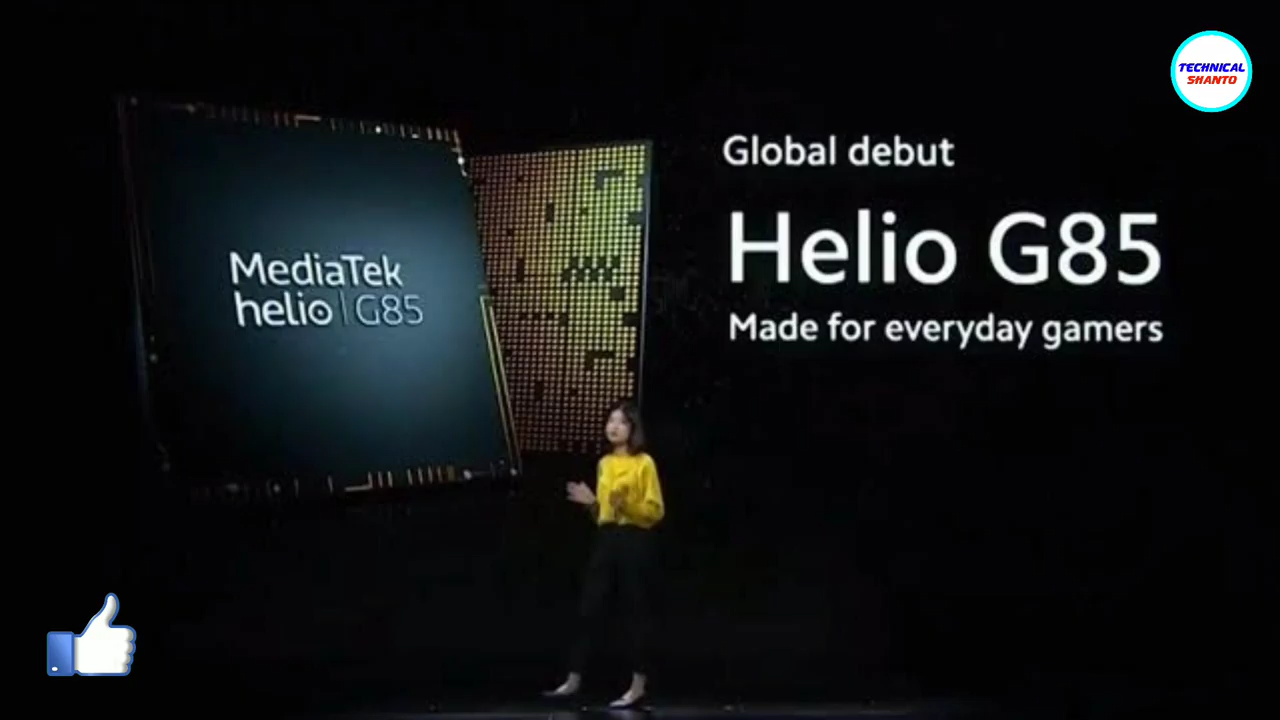 TECHNICAL
SHANTO
Global debut
Helio G85
Made for everyday gamers
MediaTek
helio | G85